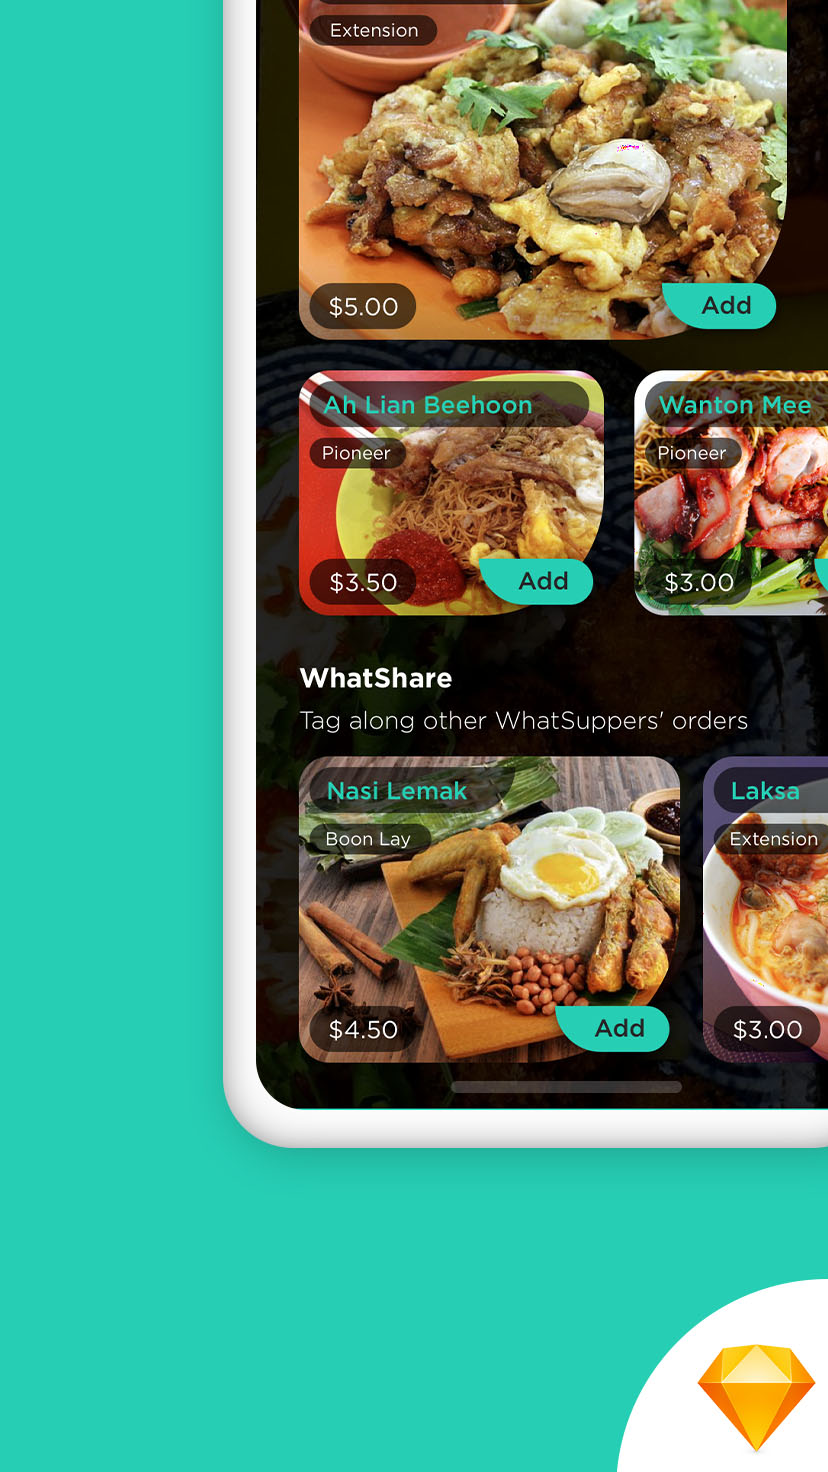 Extension
$5.00
Add
Ah Lian Beehoon
Pioneer
$3.50
Add
Wanton Mee
Pioneer
$3.00
WhatShare
Tag along other WhatSuppers' orders
Nasi Lemak
Boon Lay
$4.50
Add
Laksa
Extension
$3.00